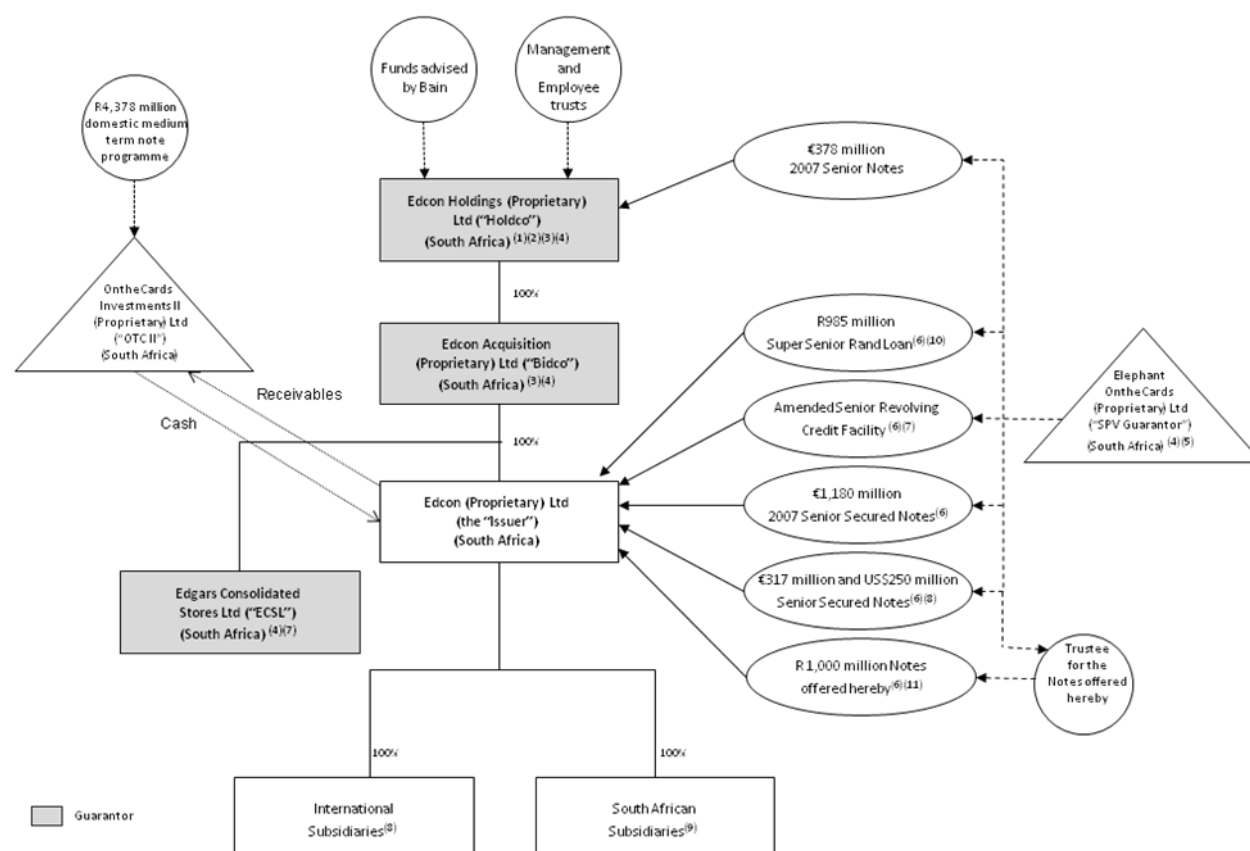 Funds advised
by Bain
Management
and
Employee
trusts
R4,378 million
domestic medium
term note
programme
€378 million
2007 Senior Notes
Edcon Holdings (Proprietary)
Ltd (“Holdco”)
(South Africa) (1)(2)(3)(4)
100%
OntheCards
Investments II
(Proprietary) Ltd
(“OTC II”)
(South Africa)
Receivables
Cash
Edcon Acquisition
(Proprietary) Ltd (“Bidco”)
(South Africa) (3)(4)
100%
R985 million
Super Senior Rand Loan(6)(10)
Amended Senior Revolving
Credit Facility (6)(7)
Elephant
OntheCards
(Proprietary) Ltd
(“SPV Guarantor”)
(South Africa) (4)(5)
Edcon (Proprietary) Ltd
(the “Issuer”)
(South Africa)
€1,180 million
2007 Senior Secured Notes(6)
€317 million and US$250 million
Senior Secured Notes(6)(8)
Edgars Consolidated
Stores Ltd (“ECSL”)
(South Africa) (4)(7)
R1,000 million Notes
offered hereby(6)(11)
Trustee
for the
Notes offered
hereby
100%
100%
International
Subsidiaries(8)
South African
Subsidiaries(9)
Guarantor